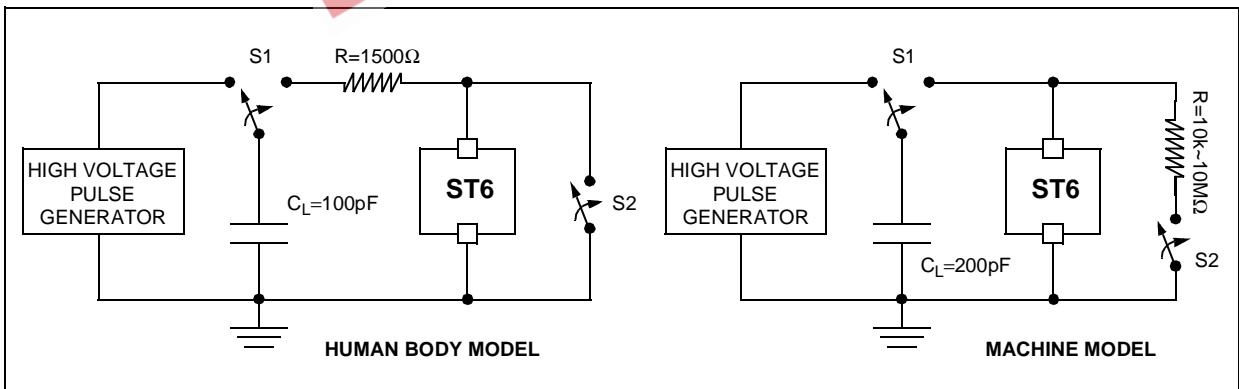 S1
R=1500Ω
HIGH VOLTAGE
PULSE
GENERATOR
CL=100pF
ST6
S2
HUMAN BODY MODEL
S1
HIGH VOLTAGE
PULSE
GENERATOR
CL=200pF
ST6
R=10k~10MΩ
S2
MACHINE MODEL